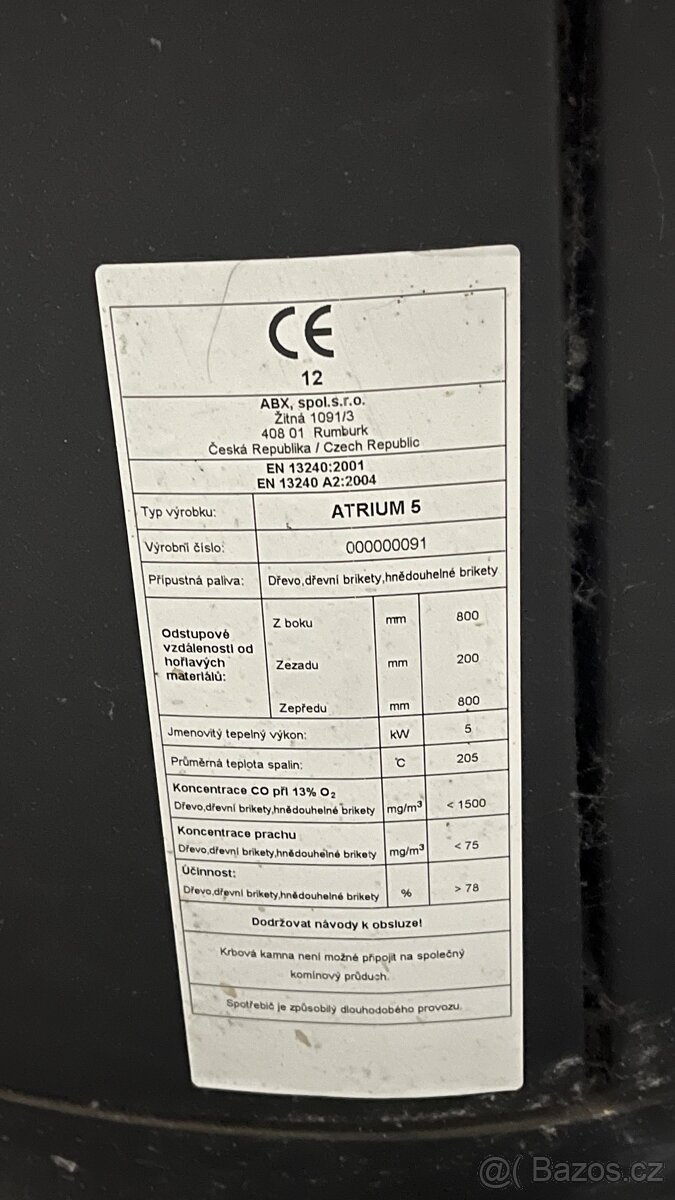 CE
12
ABX, spol.s.r.o.
Žitná 1091/3
408 01 Rumburk
Česká Republika / Czech Republic
EN 13240:2001
EN 13240 A2:2004
Typ výrobku: ATRIUM 5
Výrobní číslo: 000000091
Přípustná paliva: Dřevo,dřevní brikety,hnědouhelné brikety
Odstupové vzdálenosti od hořlavých materiálů:
Z boku mm 800
Zezadu mm 200
Zepředu mm 800
Jmenovitý tepelný výkon: kW 5
Průměrná teplota spalin: °C 205
Koncentrace CO při 13% O₂
Dřevo,dřevní brikety,hnědouhelné brikety mg/m³ < 1500
Koncentrace prachu
Dřevo,dřevní brikety,hnědouhelné brikety mg/m³ < 75
Účinnost:
Dřevo,dřevní brikety,hnědouhelné brikety % > 78
Dodržovat návody k obsluze!
Krbová kamna není možné připojit na společný
komínový průduch.
Spotřebič je způsobilý dlouhodobého provozu.
@( Bazos.cz